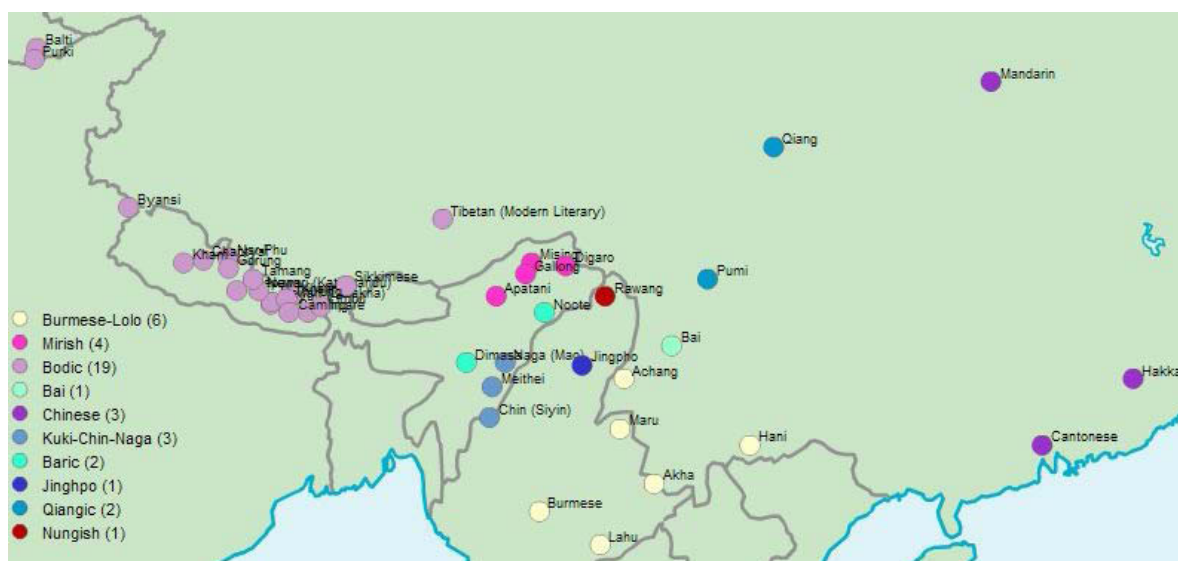 Balti
Purki
Mandarin
Qiang
Byansi
Tibetan (Modern Literary)
Nar-Phu
Kham
Gurung
Tamang
Sikkimese
Mising
Digaro
Gallong
Apatani
Rawang
Noote
Pumi
Bai
Dimasa
Naga (Mao)
Jingpho
Meithei
Achang
Hakka
Chin (Siyin)
Maru
Hani
Cantonese
Akha
Burmese
Lahu
Burmese-Lolo (6)
Mirish (4)
Bodic (19)
Bai (1)
Chinese (3)
Kuki-Chin-Naga (3)
Baric (2)
Jinghpo (1)
Qiangic (2)
Nungish (1)